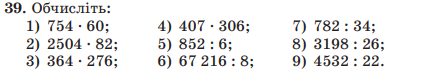 39. Обчисліть:
1) 754 · 60; 4) 407 · 306; 7) 782 : 34;
2) 2504 · 82; 5) 852 : 6; 8) 3198 : 26;
3) 364 · 276; 6) 67 216 : 8; 9) 4532 : 22.